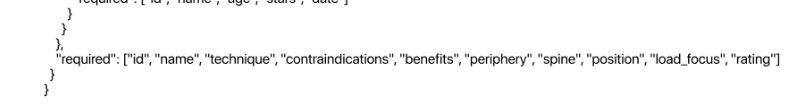 "required": ["id", "name", "age", "stars", "date"]
}
}
},
"required": ["id", "name", "technique", "contraindications", "benefits", "periphery", "spine", "position", "load_focus", "rating"]
}
}